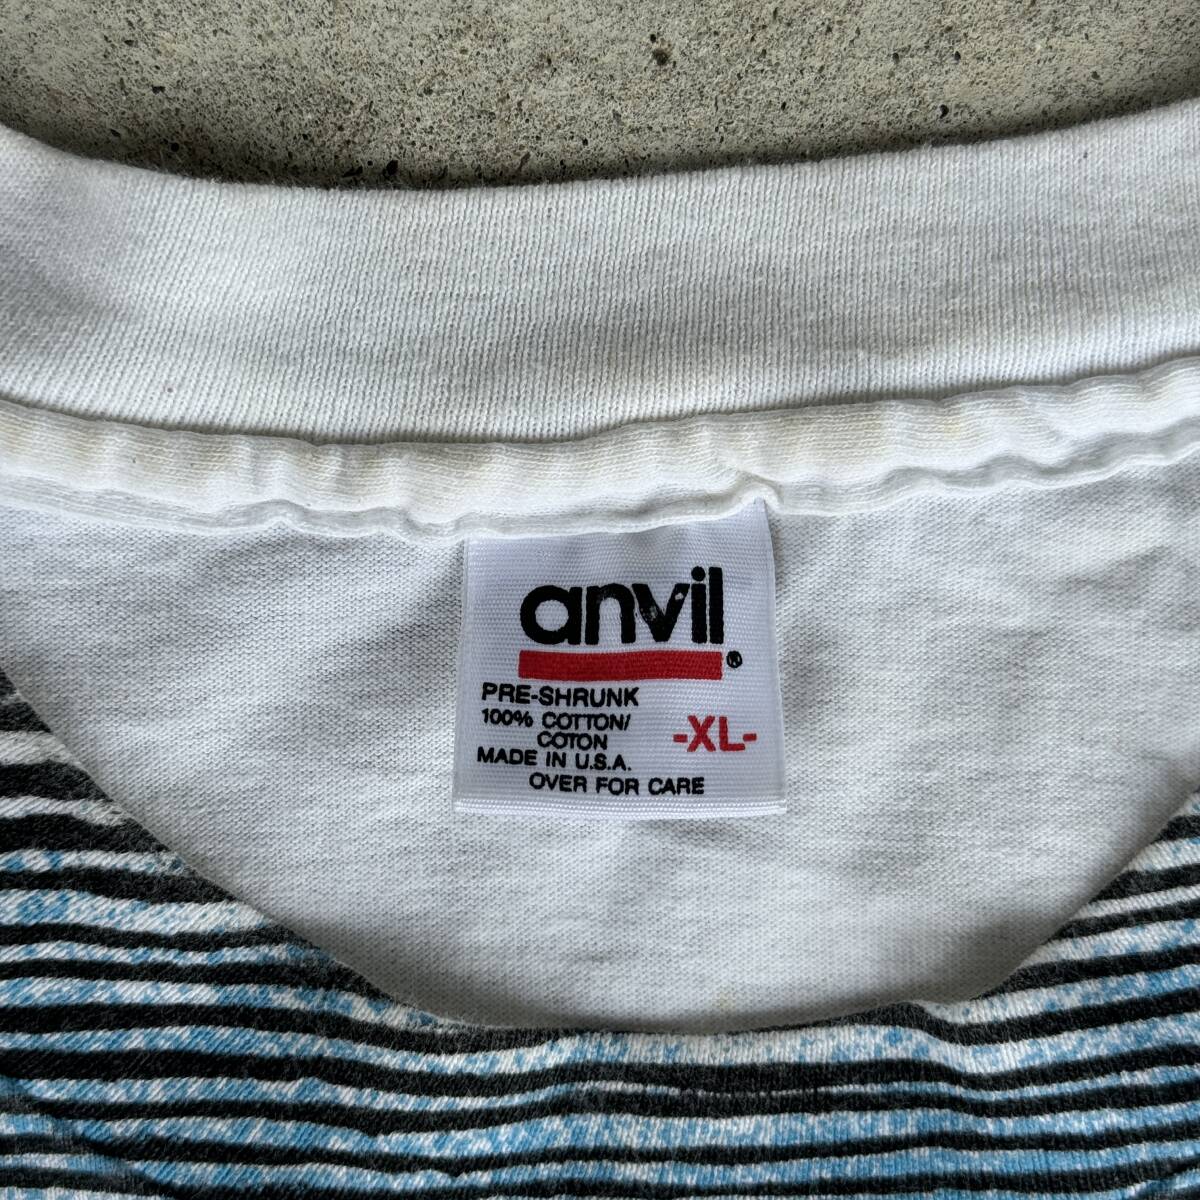 anvil®
PRE-SHRUNK
100% COTTON/
COTON
-XL-
MADE IN U.S.A.
OVER FOR CARE